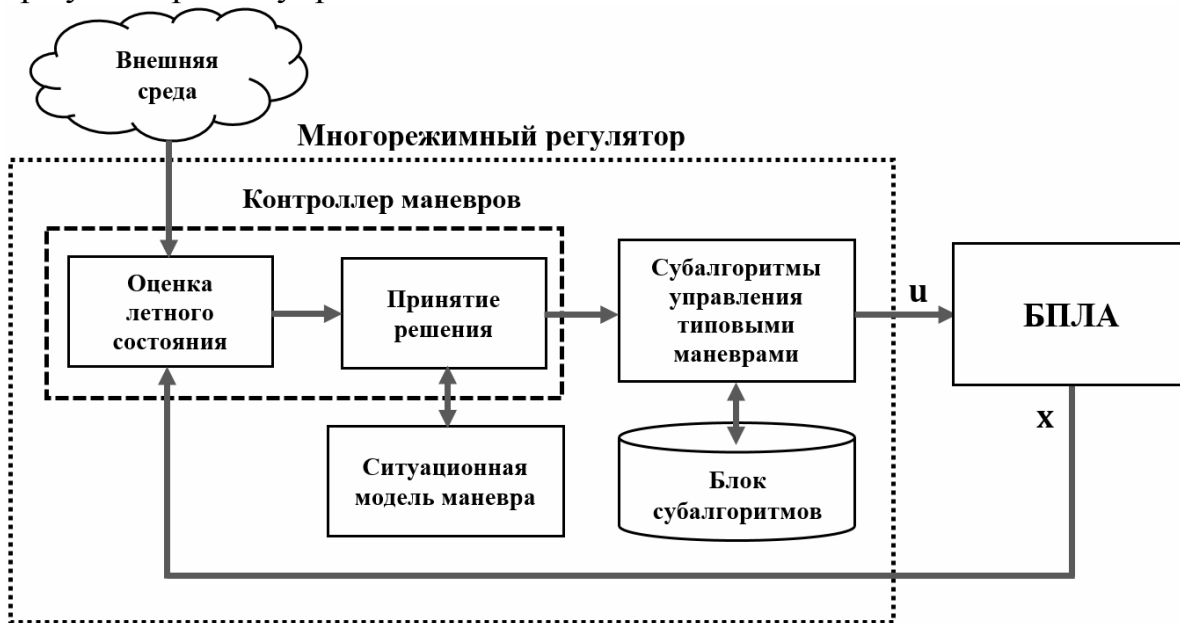 Внешняя
среда
Многорежимный регулятор
Контроллер маневров
Оценка
летного
состояния
Принятие
решения
Субалгоритмы
управления
типовыми
маневрами
u
БПЛА
x
Ситуационная
модель маневра
Блок
субалгоритмов